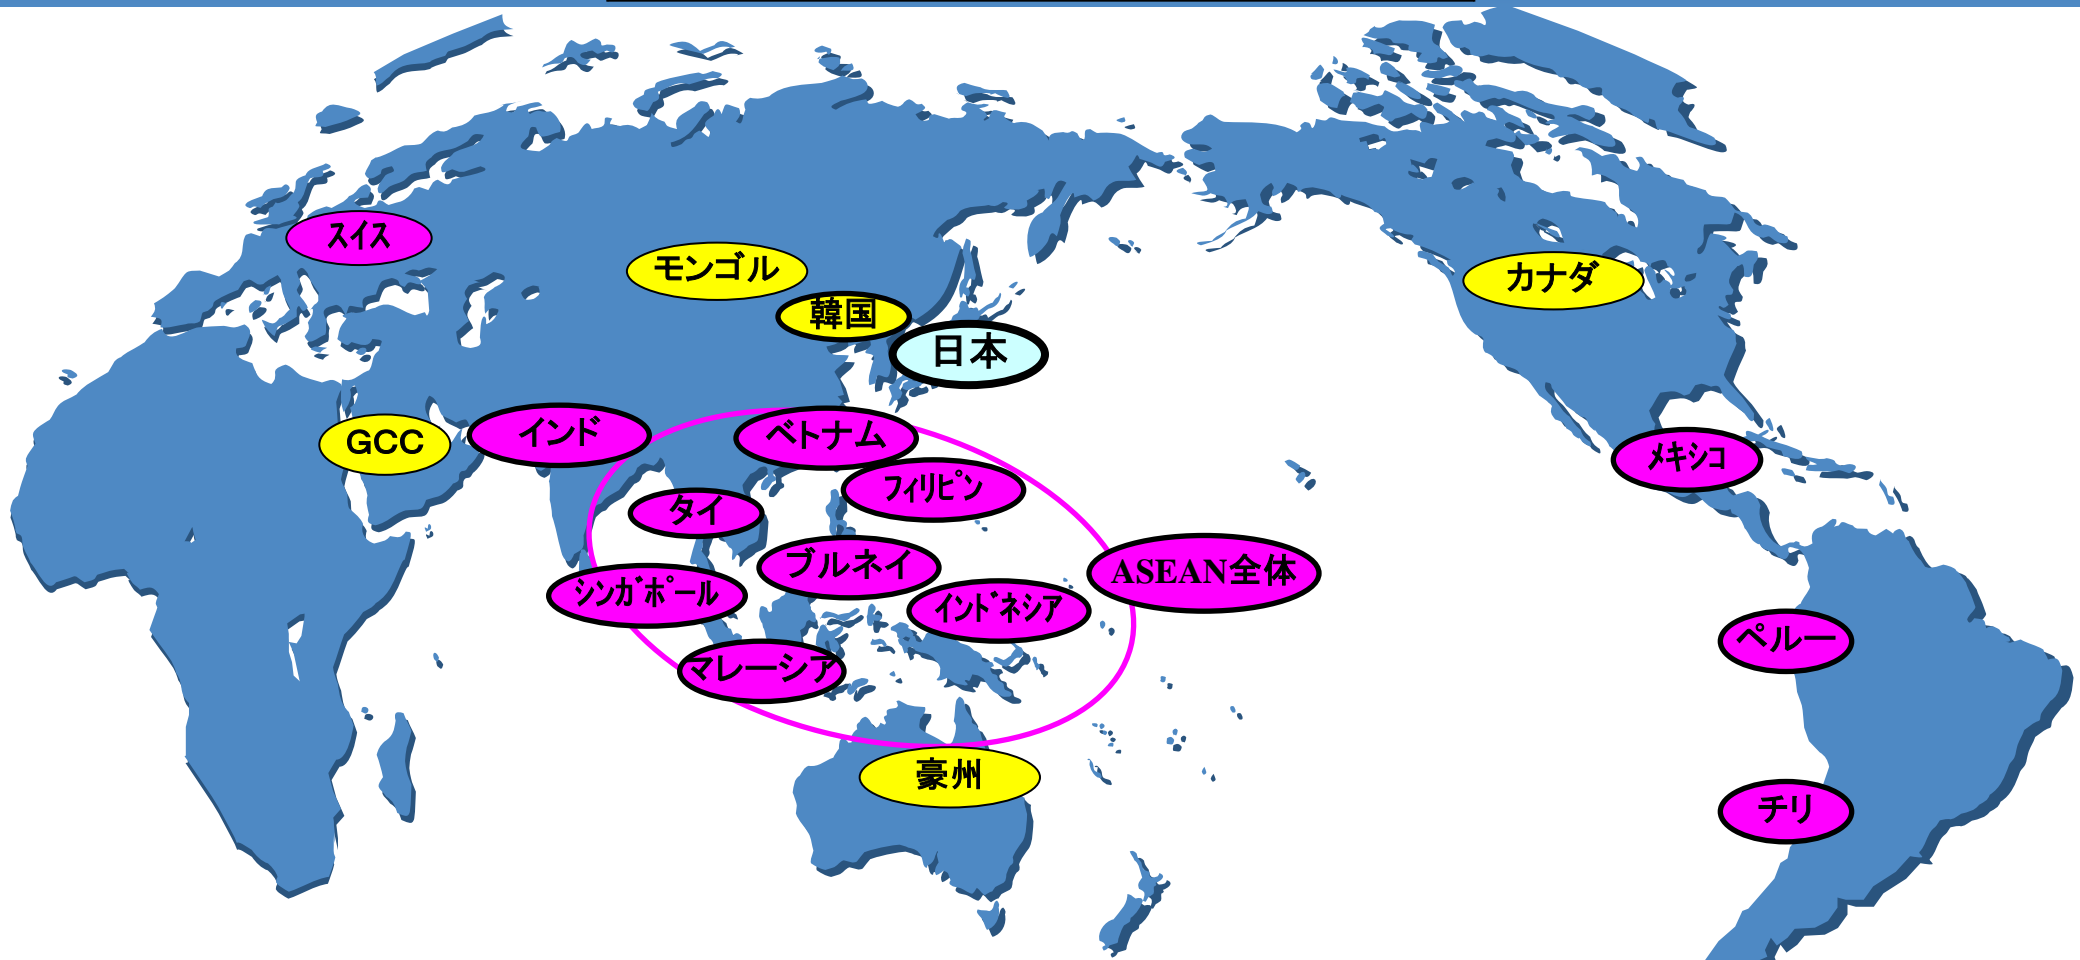 スイス
モンゴル
カナダ
韓国
日本
GCC
インド
ベトナム
メキシコ
フィリピン
タイ
ブルネイ
ASEAN全体
シンガポール
インドネシア
ペルー
マレーシア
豪州
チリ